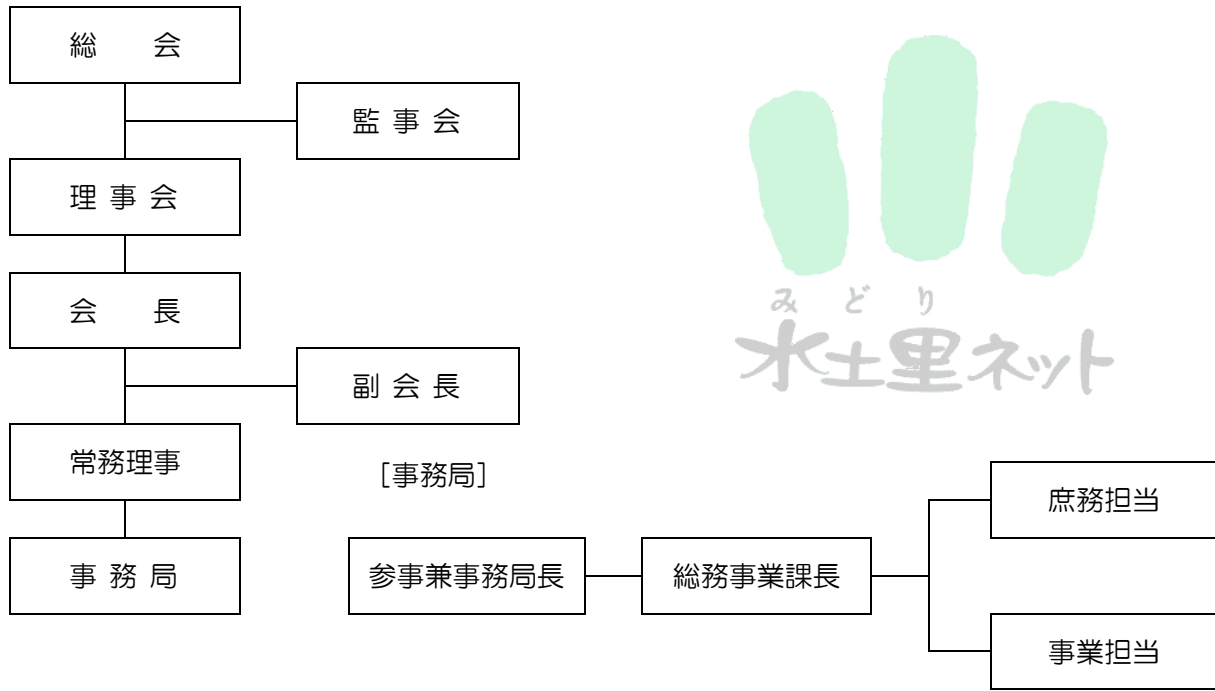 総　会
監 事 会
理 事 会
会　長
副 会 長
常務理事
事 務 局
［事務局］
参事兼事務局長
総務事業課長
庶務担当
事業担当
みどり
水土里ネット